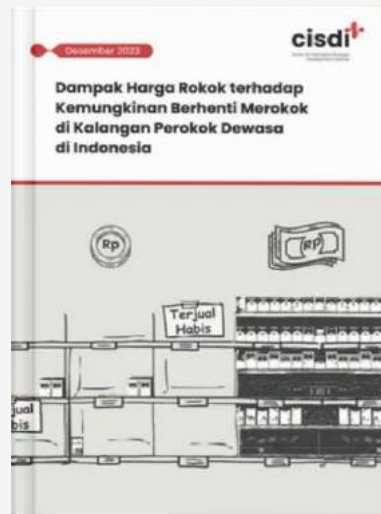 Desember 2023
cisdi
Dampak Harga Rokok terhadap
Kemungkinan Berhenti Merokok
di Kalangan Perokok Dewasa
di Indonesia
Rp
Rp
Terjual
Habis
jual
bis